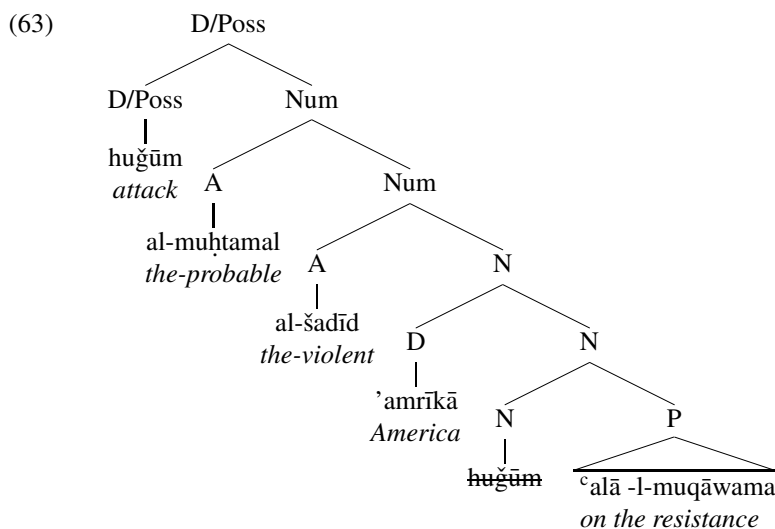 (63) D/Poss
D/Poss Num
huǧūm
attack
A Num
al-muḥtamal
the-probable
A N
al-šadīd
the-violent
D N
’amrīkā
America
N P
huǧūm
ᶜalā -l-muqāwama
on the resistance